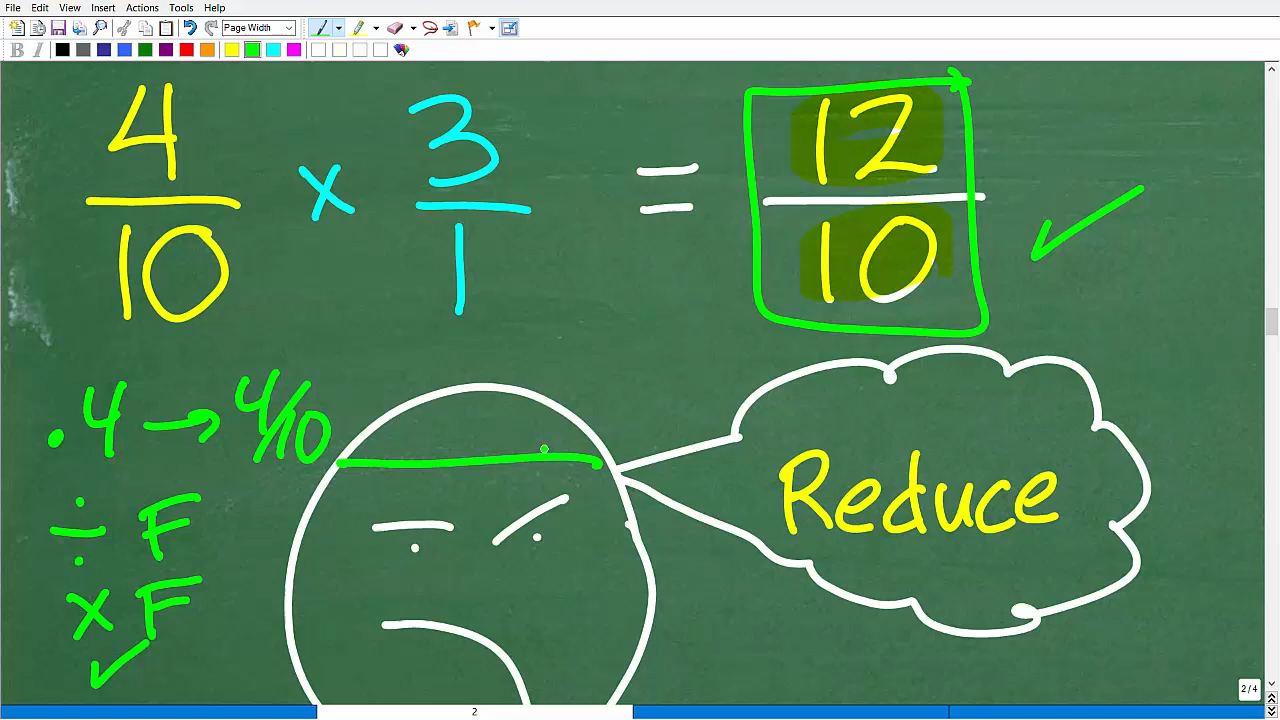 File Edit View Insert Actions Tools Help
Page Width
B I
4/10 x 3/1 = 12/10 ✓
.4 → 4/10
÷ F
x F
✓
Reduce
2/4
2